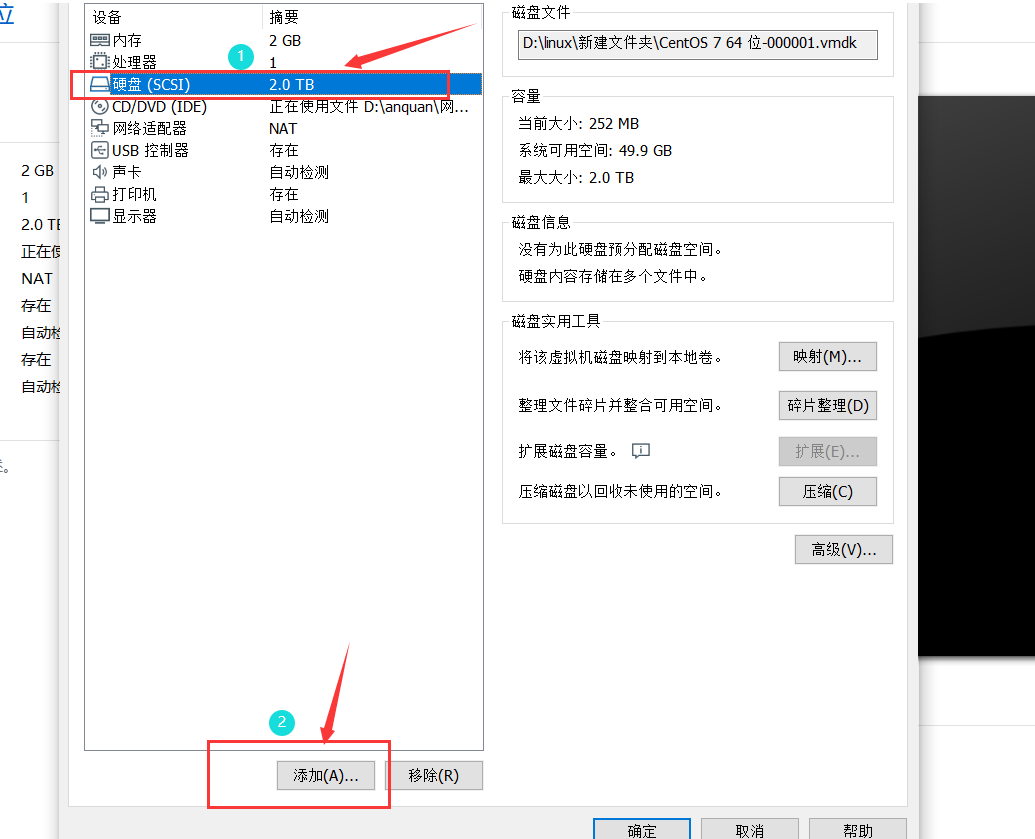 位
设备 摘要
内存 2 GB
处理器 1
1
硬盘 (SCSI) 2.0 TB
CD/DVD (IDE) 正在使用文件 D:\anquan\网...
网络适配器 NAT
USB 控制器 存在
声卡 自动检测
打印机 存在
显示器 自动检测
2 GB
1
2.0 TB
正在使
NAT
存在
自动检
存在
自动检
。
2
添加(A)...
移除(R)
磁盘文件
D:\linux\新建文件夹\CentOS 7 64 位-000001.vmdk
容量
当前大小: 252 MB
系统可用空间: 49.9 GB
最大大小: 2.0 TB
磁盘信息
没有为此硬盘预分配磁盘空间。
硬盘内容存储在多个文件中。
磁盘实用工具
将该虚拟机磁盘映射到本地卷。 映射(M)...
整理文件碎片并整合可用空间。 碎片整理(D)
扩展磁盘容量。 扩展(E)...
压缩磁盘以回收未使用的空间。 压缩(C)
高级(V)...
确定 取消 帮助